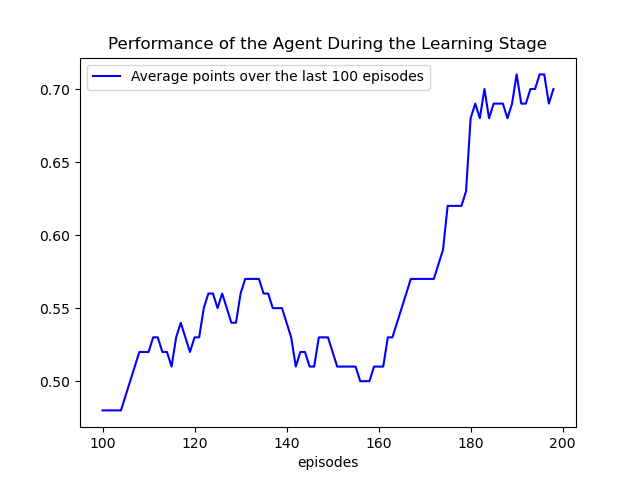 Performance of the Agent During the Learning Stage
Average points over the last 100 episodes
0.70
0.65
0.60
0.55
0.50
100 120 140 160 180 200
episodes